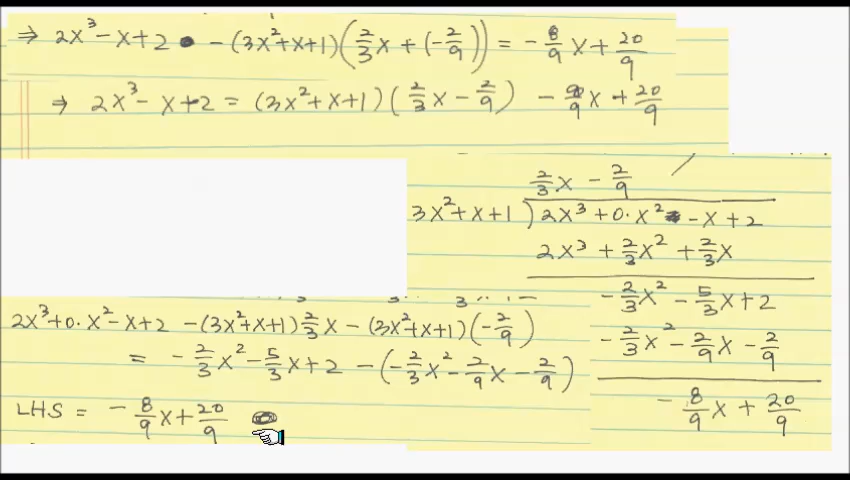 ⇒ 2x³ - x + 2 - (3x² + x + 1)(2/3 x + (-2/9)) = -8/9 x + 20/9
⇒ 2x³ - x + 2 = (3x² + x + 1)(2/3 x - 2/9) - 8/9 x + 20/9
2/3 x - 2/9
3x² + x + 1 ) 2x³ + 0·x² - x + 2
2x³ + 2/3 x² + 2/3 x
-2/3 x² - 5/3 x + 2
-2/3 x² - 2/9 x - 2/9
-8/9 x + 20/9
2x³ + 0·x² - x + 2 - (3x² + x + 1) 2/3 x - (3x² + x + 1)(-2/9)
= -2/3 x² - 5/3 x + 2 - (-2/3 x² - 2/9 x - 2/9)
LHS = -8/9 x + 20/9